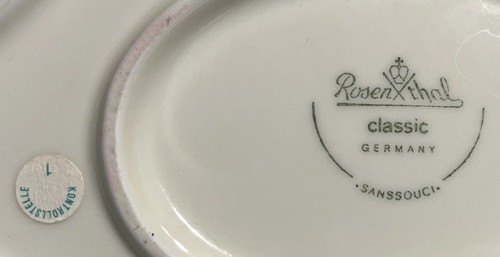 Rosenthal
classic
GERMANY
· SANSSOUCI ·
1
KONTROLLSTELLE